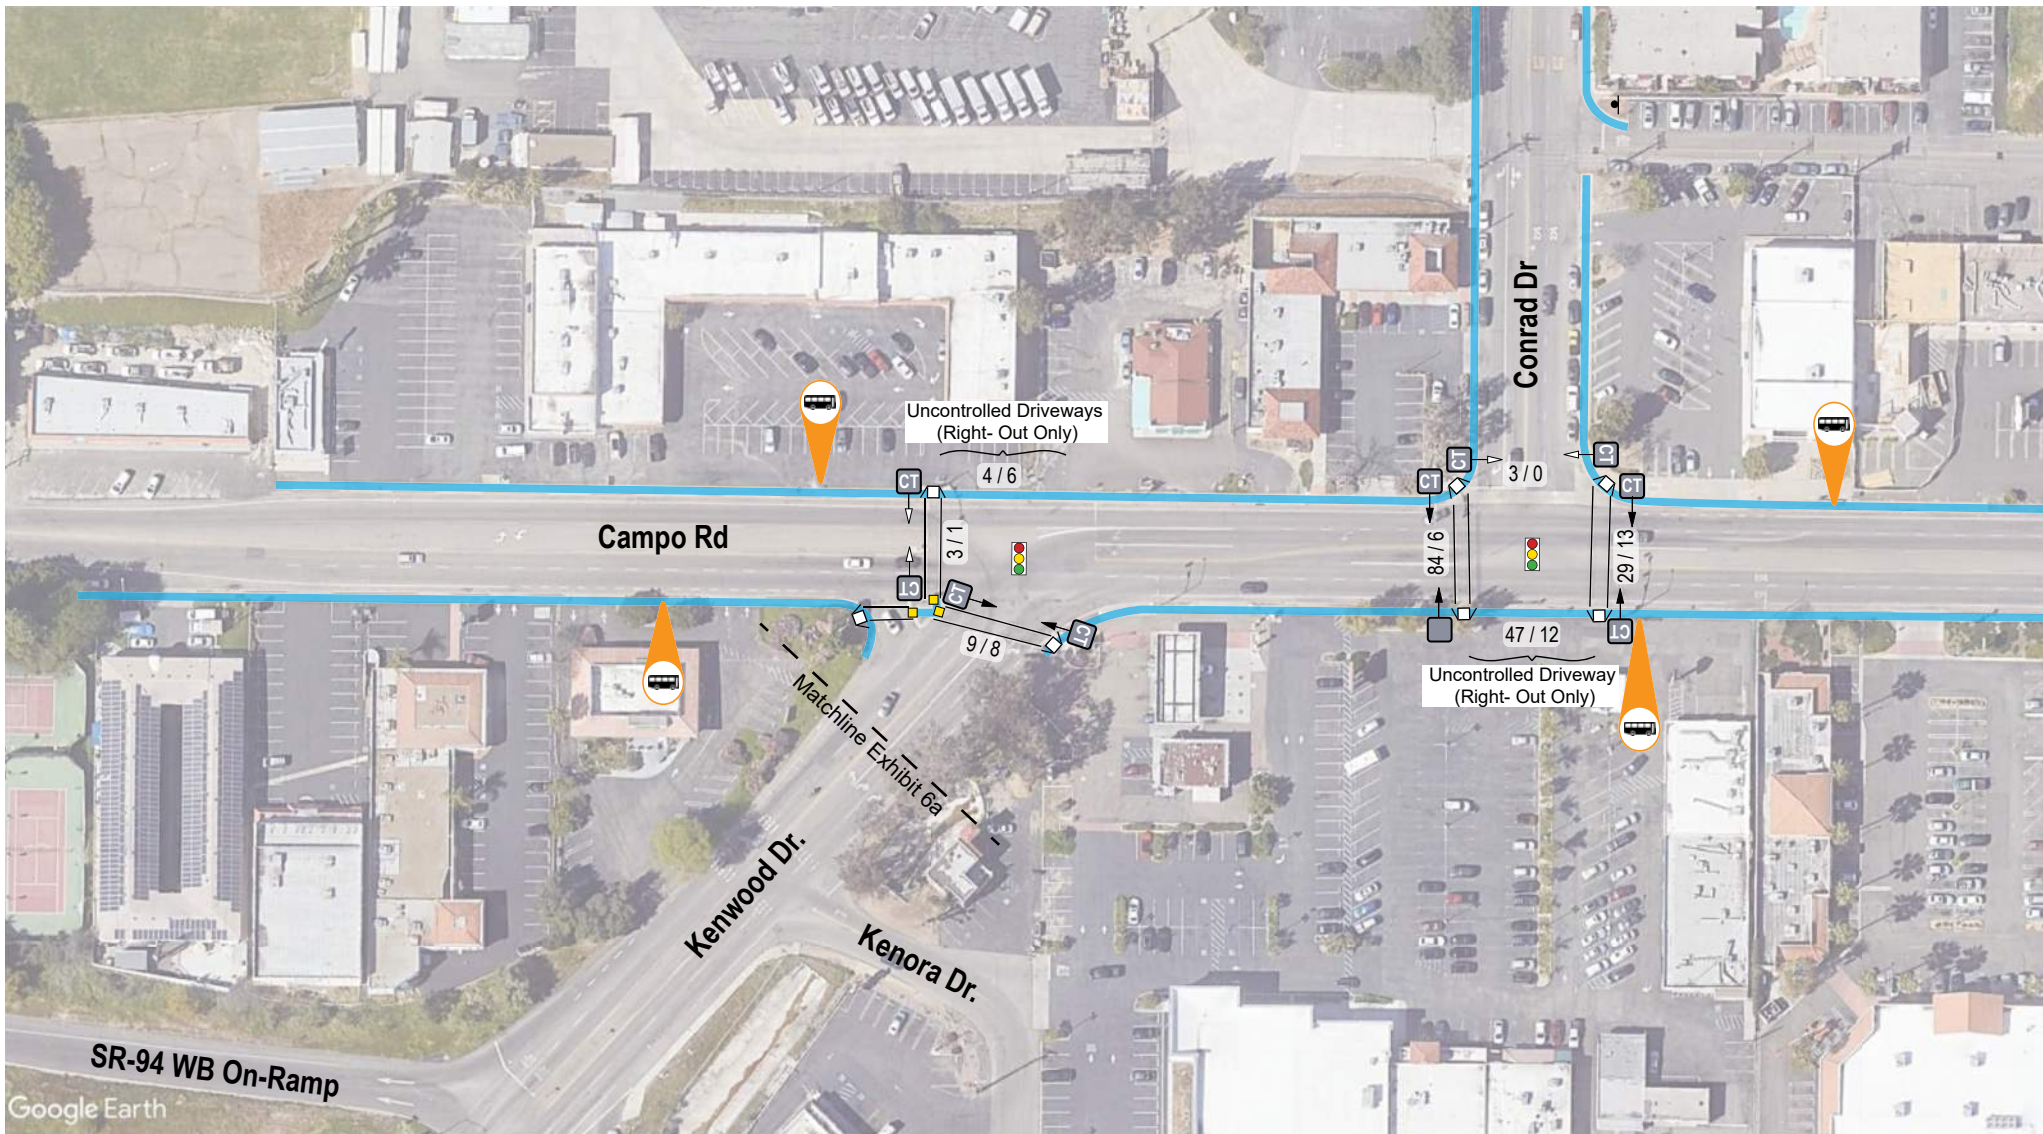 Conrad Dr
Uncontrolled Driveways
(Right- Out Only)
4 / 6
CT
CT
CT
CT
CT
3 / 0
Campo Rd
3 / 1
84 / 6
29 / 13
CT
CT
CT
CT
9 / 8
47 / 12
Uncontrolled Driveway
(Right- Out Only)
Matchline Exhibit 6a
Kenwood Dr.
Kenora Dr.
SR-94 WB On-Ramp
Google Earth